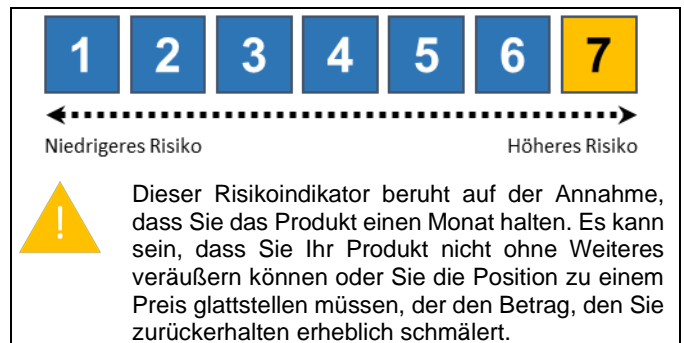 1 2 3 4 5 6 7
Niedrigeres Risiko Höheres Risiko
!
Dieser Risikoindikator beruht auf der Annahme,
dass Sie das Produkt einen Monat halten. Es kann
sein, dass Sie Ihr Produkt nicht ohne Weiteres
veräußern können oder Sie die Position zu einem
Preis glattstellen müssen, der den Betrag, den Sie
zurückerhalten erheblich schmälert.